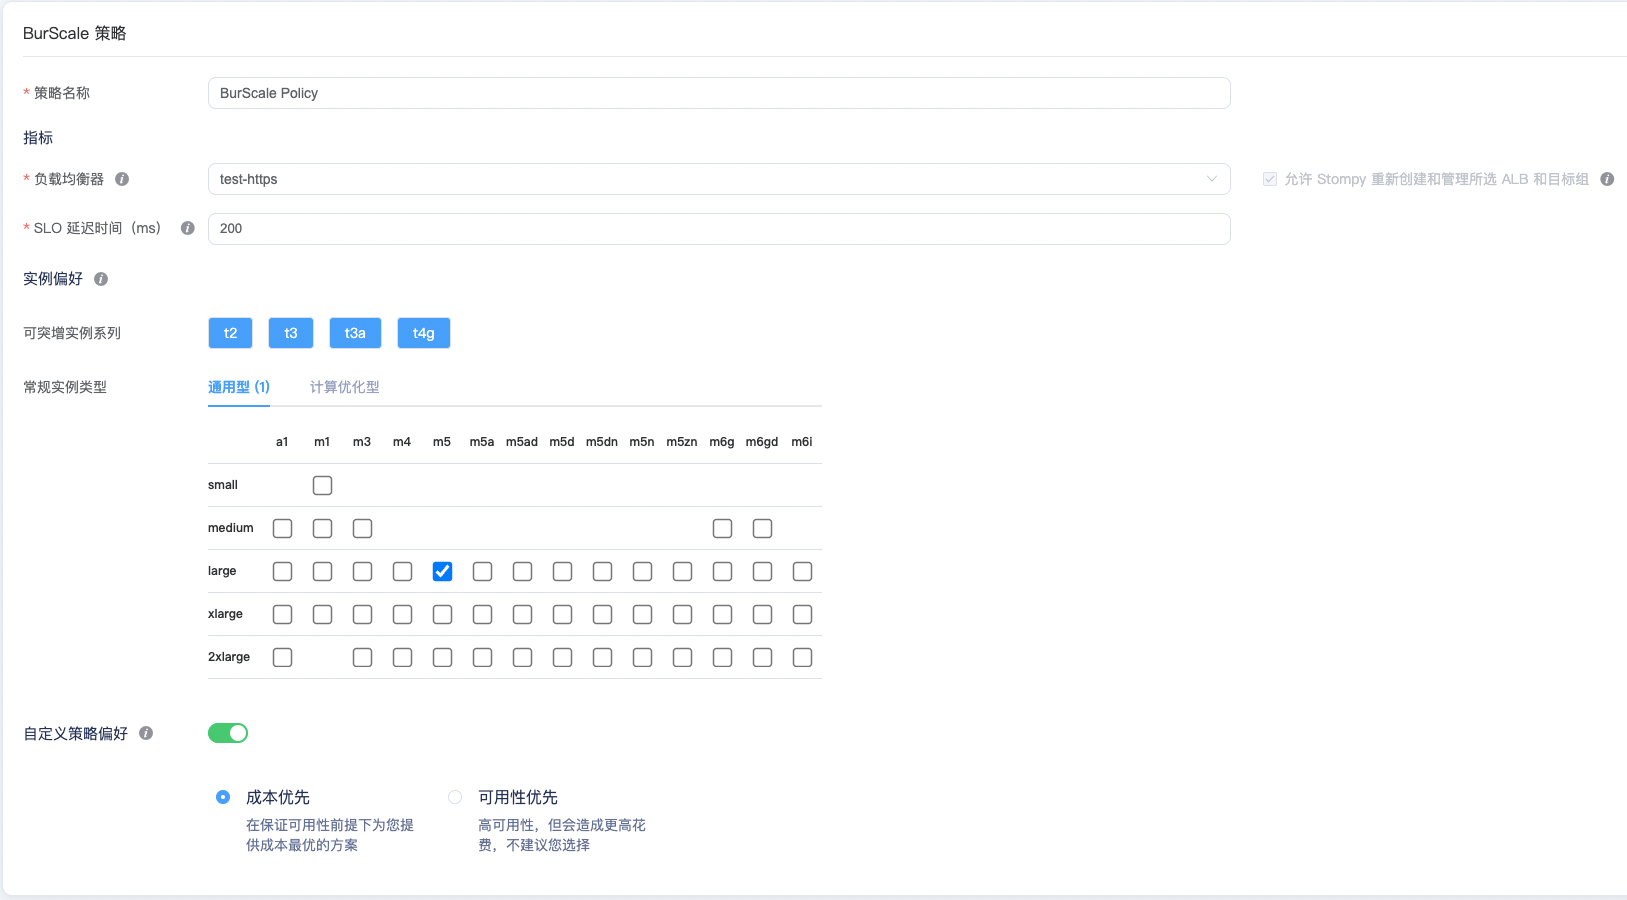 BurScale 策略
* 策略名称
BurScale Policy
指标
* 负载均衡器
test-https
允许 Stompy 重新创建和管理所选 ALB 和目标组
* SLO 延迟时间（ms）
200
实例偏好
可突增实例系列
t2 t3 t3a t4g
常规实例类型
通用型 (1) 计算优化型
a1 m1 m3 m4 m5 m5a m5ad m5d m5dn m5n m5zn m6g m6gd m6i
small
medium
large
xlarge
2xlarge
自定义策略偏好
成本优先
在保证可用性前提下为您提
供成本最优的方案
可用性优先
高可用性，但会造成更高花
费，不建议您选择